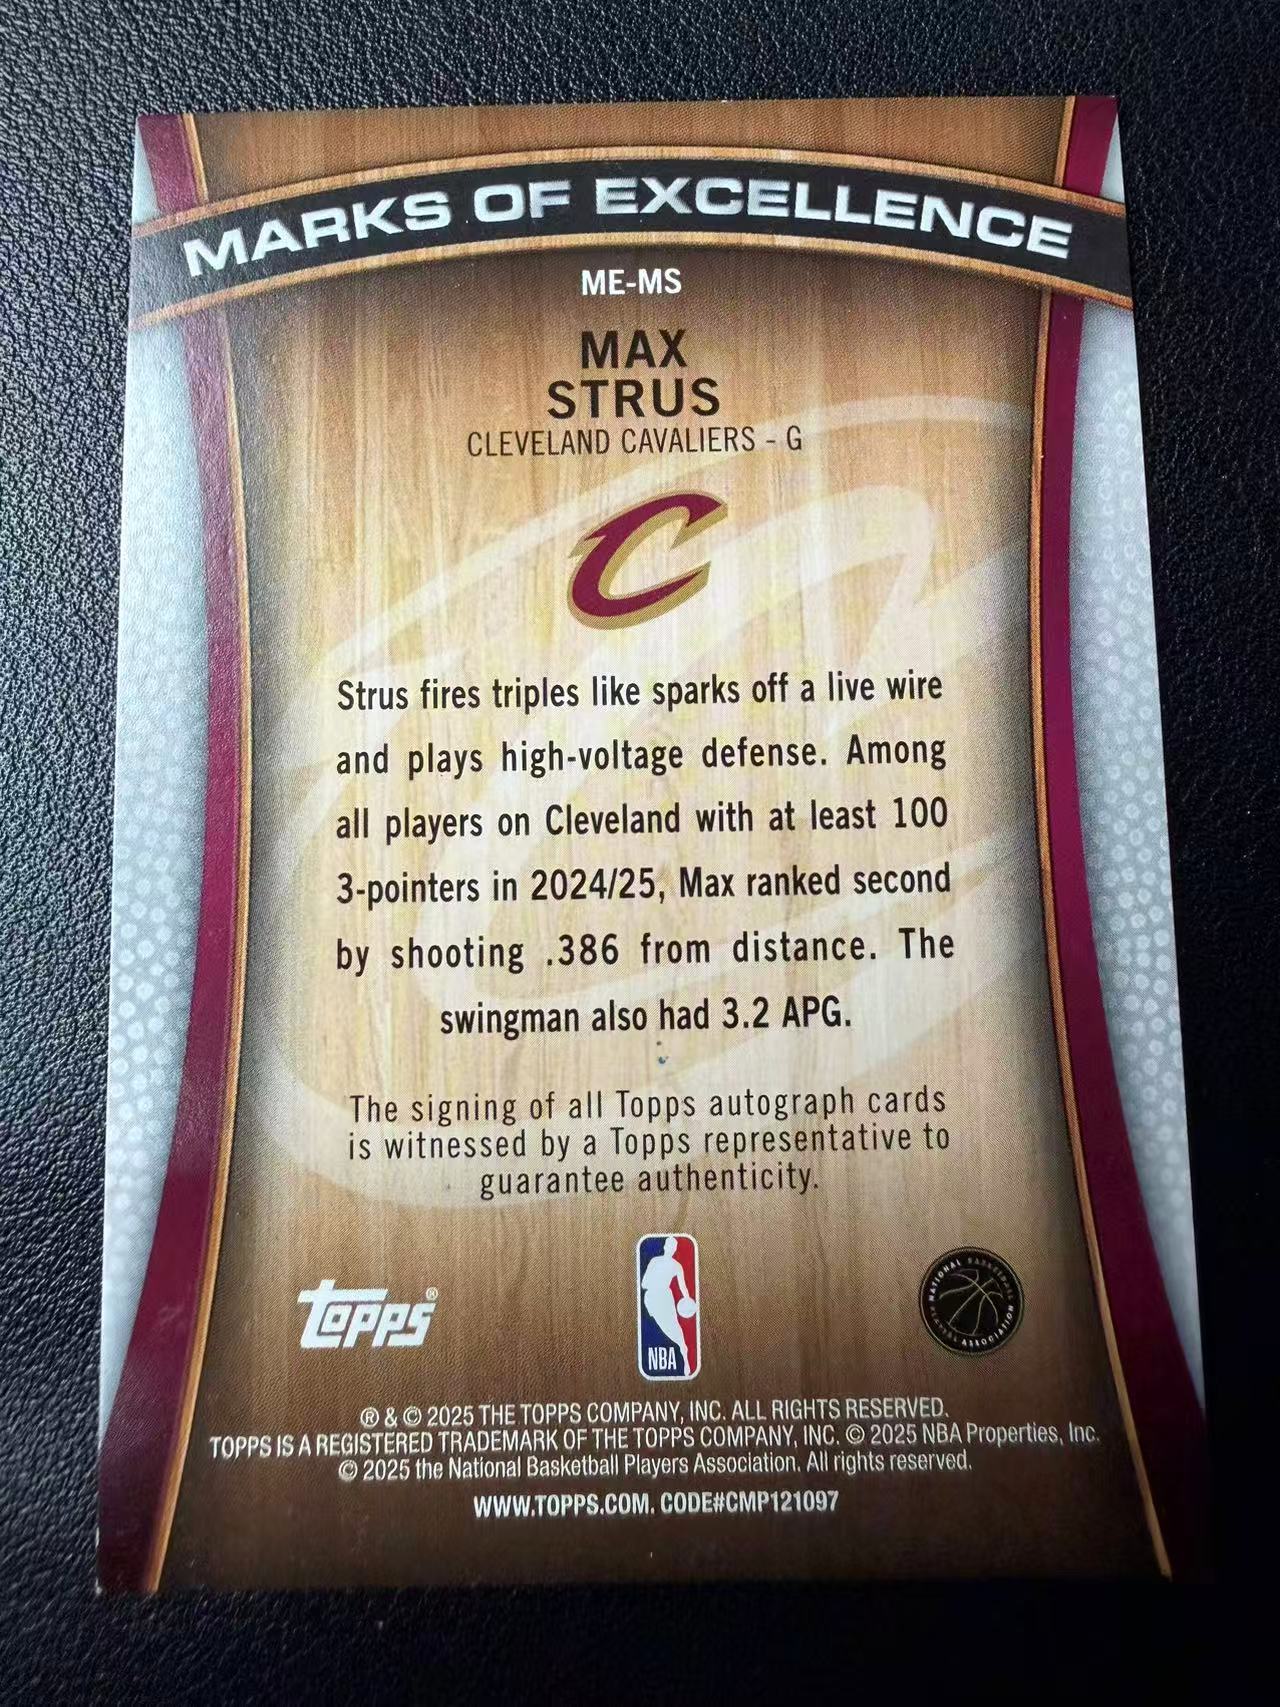 MARKS OF EXCELLENCE
ME-MS
MAX
STRUS
CLEVELAND CAVALIERS - G
C
Strus fires triples like sparks off a live wire
and plays high-voltage defense. Among
all players on Cleveland with at least 100
3-pointers in 2024/25, Max ranked second
by shooting .386 from distance. The
swingman also had 3.2 APG.
The signing of all Topps autograph cards
is witnessed by a Topps representative to
guarantee authenticity.
Topps®
NBA
NATIONAL BASKETBALL PLAYERS ASSOCIATION
® & © 2025 THE TOPPS COMPANY, INC. ALL RIGHTS RESERVED.
TOPPS IS A REGISTERED TRADEMARK OF THE TOPPS COMPANY, INC. © 2025 NBA Properties, Inc.
© 2025 the National Basketball Players Association. All rights reserved.
WWW.TOPPS.COM. CODE#CMP121097